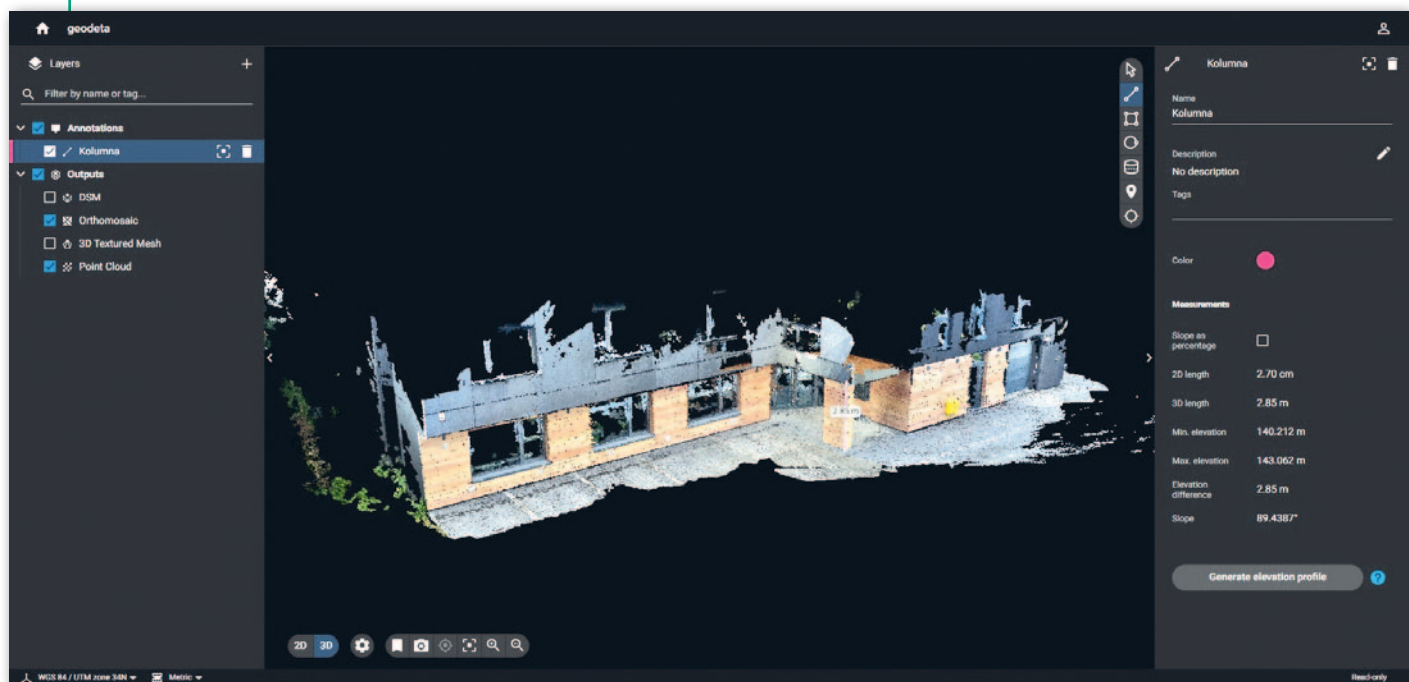 geodeta
Layers
Filter by name or tag...
Annotations
Kolumna
Outputs
DSM
Orthomosaic
3D Textured Mesh
Point Cloud
2.85 m
2D 3D
WGS 84 / UTM zone 34N
Metric
Kolumna
Name
Kolumna
Description
No description
Tags
Color
Measurements
Slope as
percentage
2D length 2.70 cm
3D length 2.85 m
Min. elevation 140.212 m
Max. elevation 143.062 m
Elevation
difference 2.85 m
Slope 89.4387°
Generate elevation profile ?
Read-only